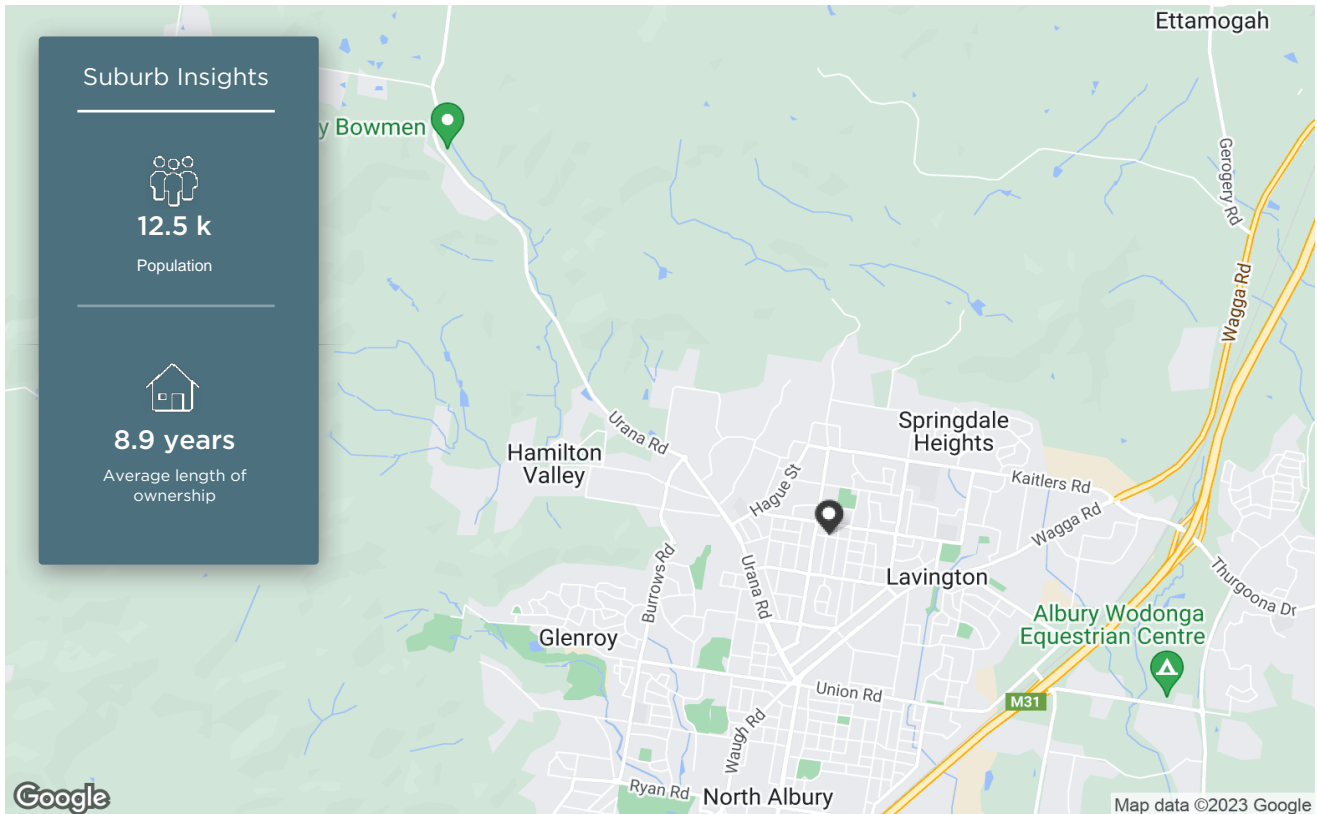 Suburb Insights
12.5 k
Population
8.9 years
Average length of
ownership
Ettamogah
y Bowmen
Gerogery Rd
Wagga Rd
Urana Rd
Hamilton
Valley
Springdale
Heights
Hague St
Kaitlers Rd
Wagga Rd
Burrows Rd
Urana Rd
Lavington
Thurgoona Dr
Albury Wodonga
Equestrian Centre
Glenroy
Union Rd
M31
Waugh Rd
Ryan Rd
North Albury
Google
Map data ©2023 Google